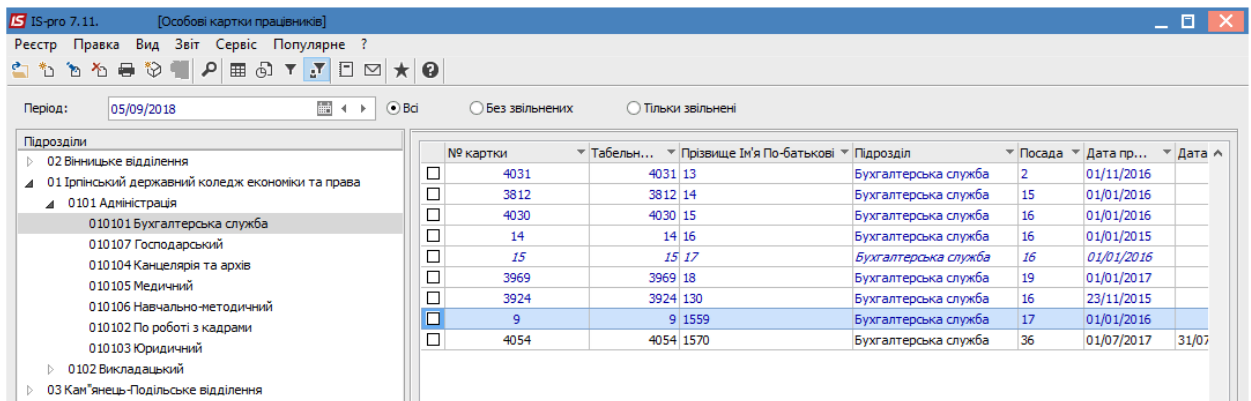 IS-pro 7.11. [Особові картки працівників]
Реєстр Правка Вид Звіт Сервіс Популярне ?
Період: 05/09/2018 Всі Без звільнених Тільки звільнені
Підрозділи
02 Вінницьке відділення
01 Ірпінський державний коледж економіки та права
0101 Адміністрація
010101 Бухгалтерська служба
010107 Господарський
010104 Канцелярія та архів
010105 Медичний
010106 Навчально-методичний
010102 По роботі з кадрами
010103 Юридичний
0102 Викладацький
03 Кам"янець-Подільське відділення
№ картки Табельн... Прізвище Ім'я По-батькові Підрозділ Посада Дата пр... Дата
4031 4031 13 Бухгалтерська служба 2 01/11/2016
3812 3812 14 Бухгалтерська служба 15 01/01/2016
4030 4030 15 Бухгалтерська служба 16 01/01/2016
14 14 16 Бухгалтерська служба 16 01/01/2015
15 15 17 Бухгалтерська служба 16 01/01/2016
3969 3969 18 Бухгалтерська служба 19 01/01/2017
3924 3924 130 Бухгалтерська служба 16 23/11/2015
9 9 1559 Бухгалтерська служба 17 01/01/2016
4054 4054 1570 Бухгалтерська служба 36 01/07/2017 31/07